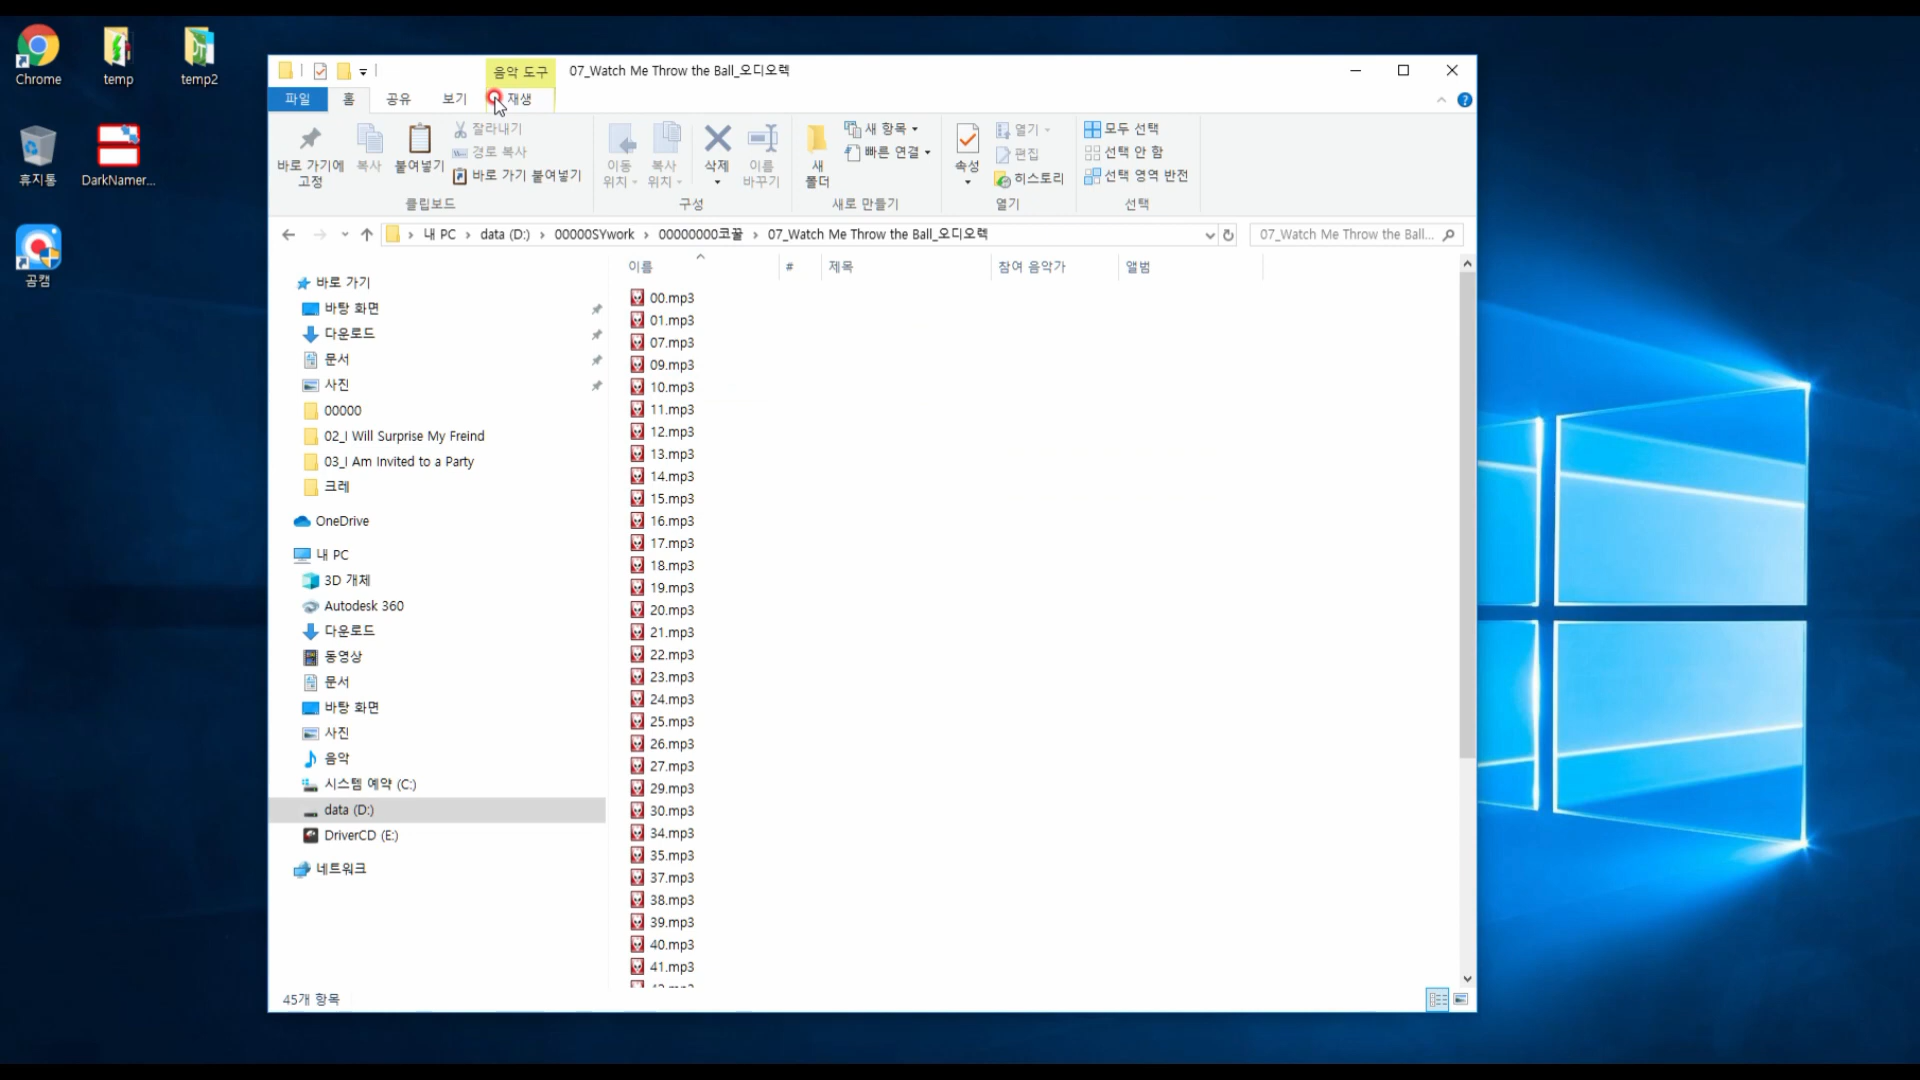 Chrome
temp
temp2
휴지통
DarkNamer...
곰캠
음악 도구
07_Watch Me Throw the Ball_오디오렉
파일
홈
공유
보기
재생
바로 가기에
고정
복사
붙여넣기
잘라내기
경로 복사
바로 가기 붙여넣기
클립보드
이동
위치
복사
위치
삭제
이름
바꾸기
구성
새
폴더
새 항목
빠른 연결
새로 만들기
속성
열기
편집
히스토리
열기
모두 선택
선택 안 함
선택 영역 반전
선택
내 PC > data (D:) > 00000SYwork > 00000000코꿀 > 07_Watch Me Throw the Ball_오디오렉
07_Watch Me Throw the Ball...
바로 가기
바탕 화면
다운로드
문서
사진
00000
02_I Will Surprise My Freind
03_I Am Invited to a Party
크레
OneDrive
내 PC
3D 개체
Autodesk 360
다운로드
동영상
문서
바탕 화면
사진
음악
시스템 예약 (C:)
data (D:)
DriverCD (E:)
네트워크
이름
#
제목
참여 음악가
앨범
00.mp3
01.mp3
07.mp3
09.mp3
10.mp3
11.mp3
12.mp3
13.mp3
14.mp3
15.mp3
16.mp3
17.mp3
18.mp3
19.mp3
20.mp3
21.mp3
22.mp3
23.mp3
24.mp3
25.mp3
26.mp3
27.mp3
29.mp3
30.mp3
34.mp3
35.mp3
37.mp3
38.mp3
39.mp3
40.mp3
41.mp3
45개 항목